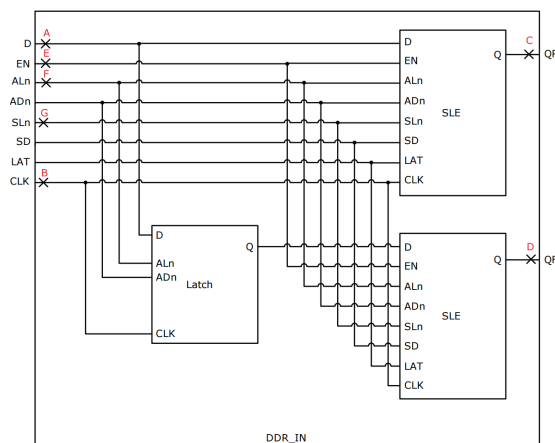 A
D
E
EN
F
ALn
ADn
G
SLn
SD
LAT
B
CLK
D
EN
ALn
ADn
SLn
SD
LAT
CLK
Q
SLE
C
QR
D
ALn
ADn
CLK
Q
Latch
D
EN
ALn
ADn
SLn
SD
LAT
CLK
Q
SLE
D
DDR_IN